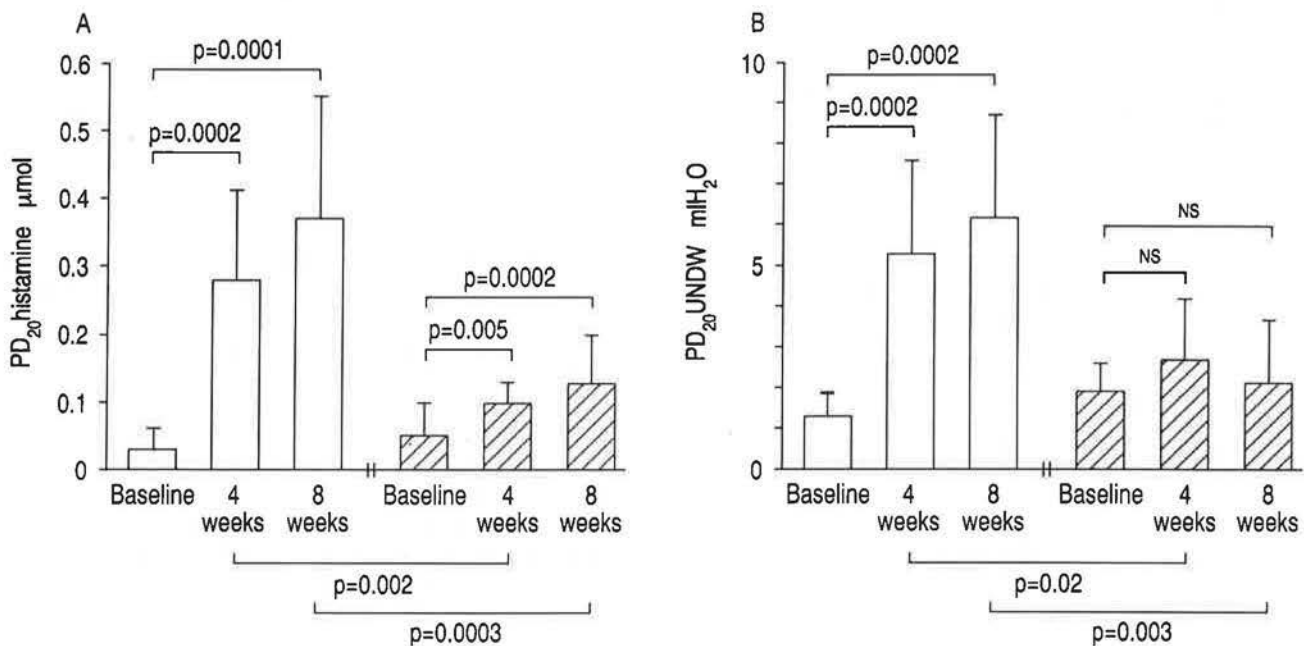 A
p=0.0001
p=0.0002
0.6
0.5
0.4
0.3
0.2
0.1
0
PD₂₀histamine µmol
p=0.0002
p=0.005
Baseline
4 weeks
8 weeks
Baseline
4 weeks
8 weeks
p=0.002
p=0.0003
B
p=0.0002
p=0.0002
10
5
0
PD₂₀UNDW mlH₂O
NS
NS
Baseline
4 weeks
8 weeks
Baseline
4 weeks
8 weeks
p=0.02
p=0.003